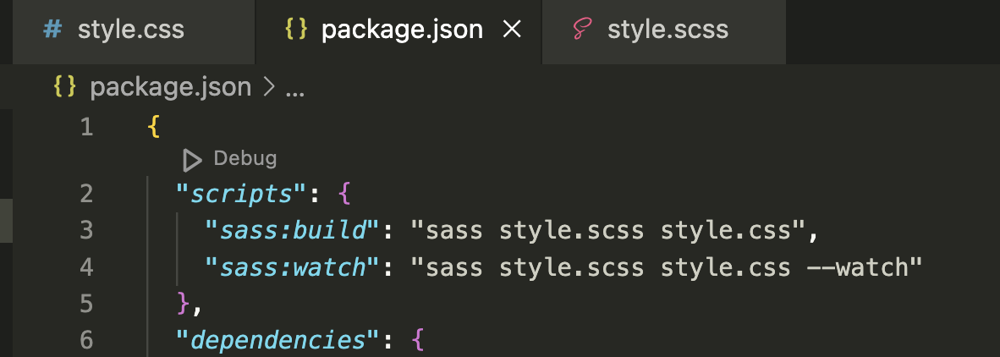 # style.css {} package.json × style.scss
{} package.json > ...
1 {
Debug
2 "scripts": {
3 "sass:build": "sass style.scss style.css",
4 "sass:watch": "sass style.scss style.css --watch"
5 },
6 "dependencies": {